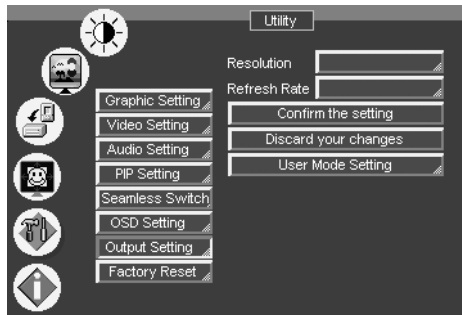 Utility
Resolution
Refresh Rate
Confirm the setting
Discard your changes
User Mode Setting
Graphic Setting
Video Setting
Audio Setting
PIP Setting
Seamless Switch
OSD Setting
Output Setting
Factory Reset